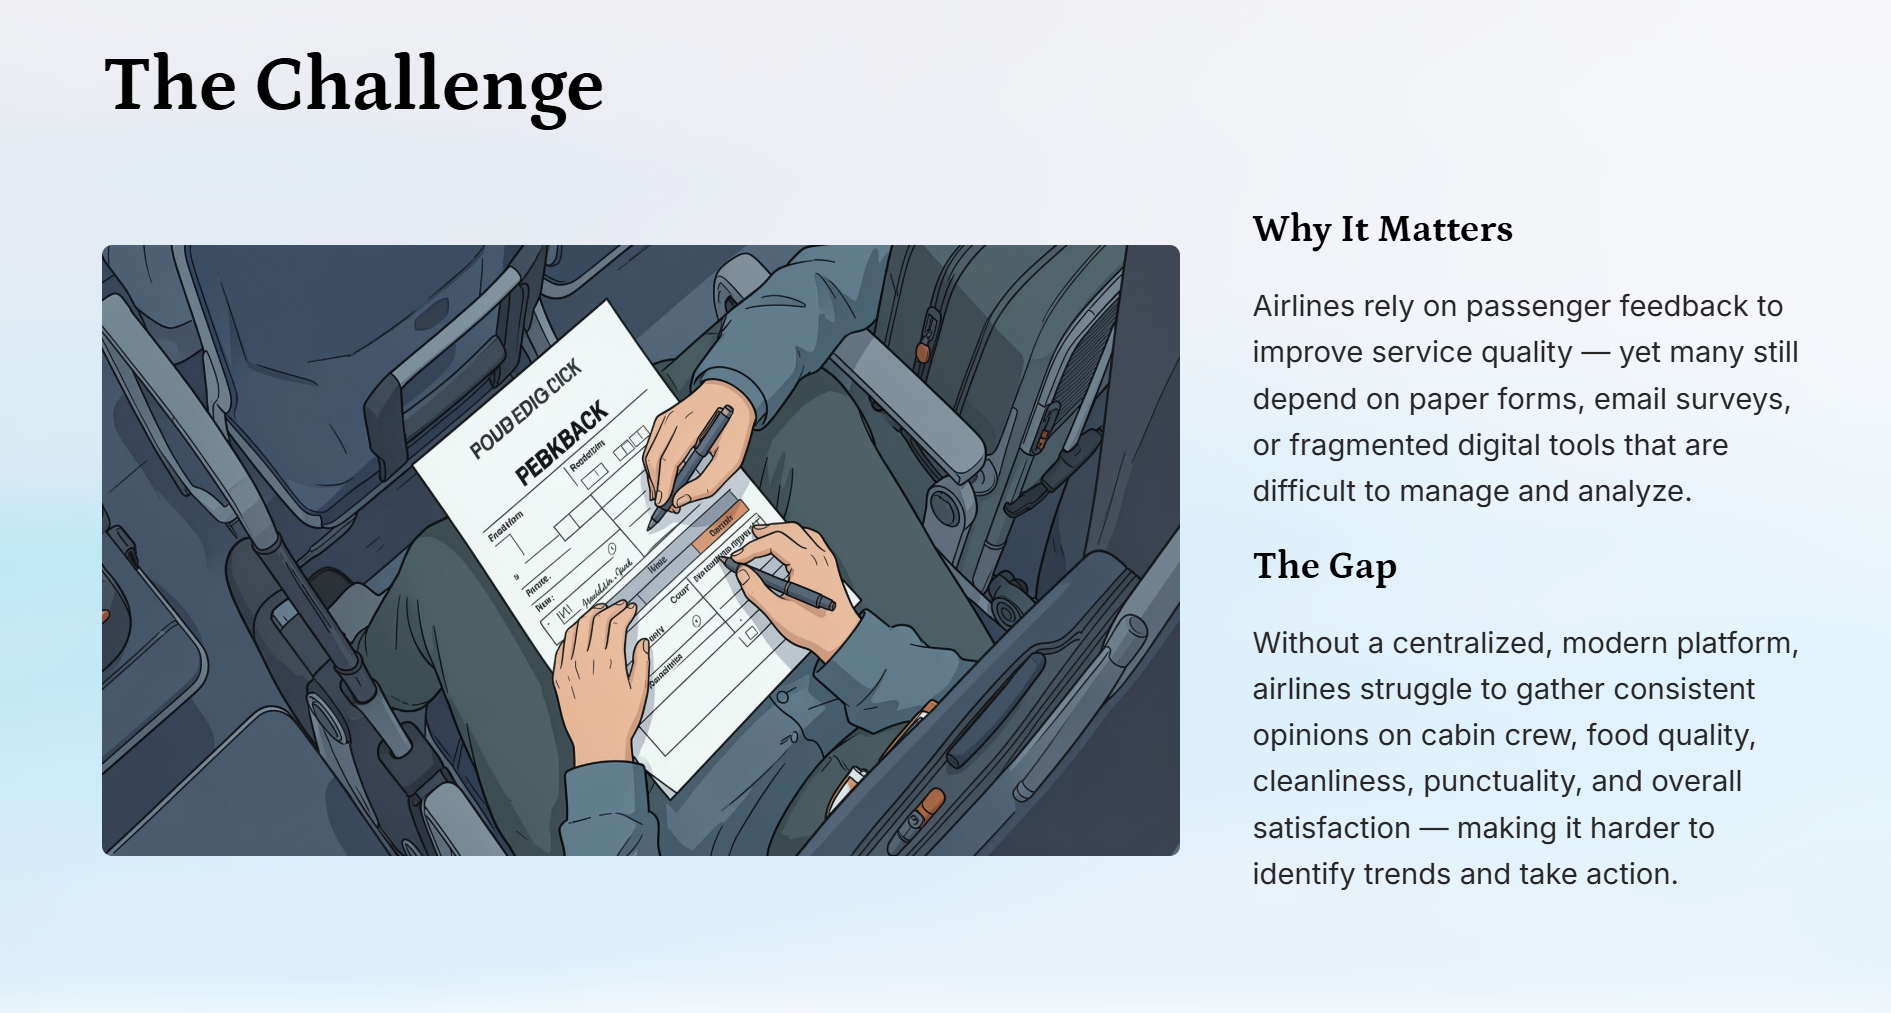 The Challenge
POUB EDIG CICK
PEBKBACK
Why It Matters
Airlines rely on passenger feedback to
improve service quality — yet many still
depend on paper forms, email surveys,
or fragmented digital tools that are
difficult to manage and analyze.
The Gap
Without a centralized, modern platform,
airlines struggle to gather consistent
opinions on cabin crew, food quality,
cleanliness, punctuality, and overall
satisfaction — making it harder to
identify trends and take action.